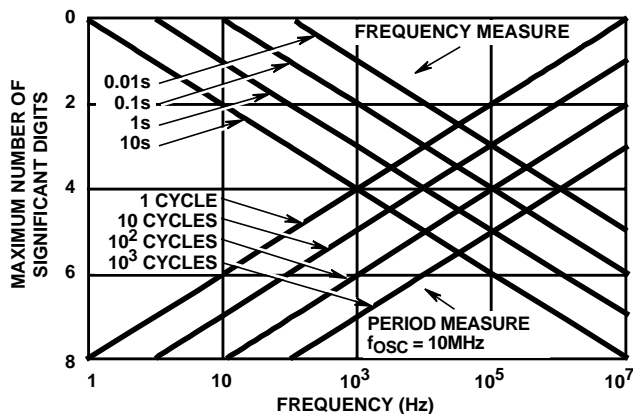 0
2
4
6
8
MAXIMUM NUMBER OF
SIGNIFICANT DIGITS
FREQUENCY MEASURE
0.01s
0.1s
1s
10s
1 CYCLE
10 CYCLES
10² CYCLES
10³ CYCLES
PERIOD MEASURE
fOSC = 10MHz
1
10
10³
10⁵
10⁷
FREQUENCY (Hz)